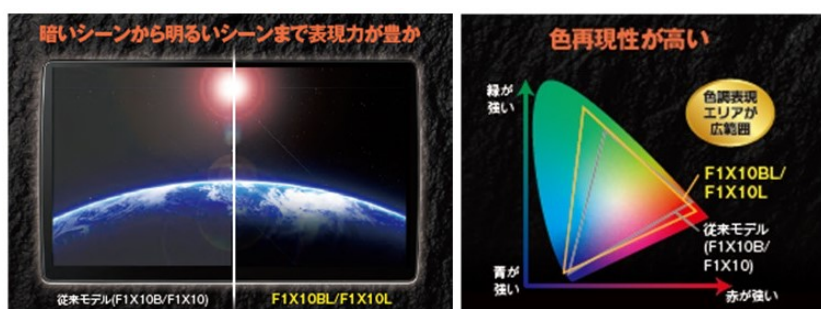 暗いシーンから明るいシーンまで表現力が豊か
従来モデル(F1X10B/F1X10)
F1X10BL/F1X10L
色再現性が高い
緑が
強い
色調表現
エリアが
広範囲
F1X10BL/
F1X10L
従来モデル
(F1X10B/
F1X10)
青が
強い
赤が強い